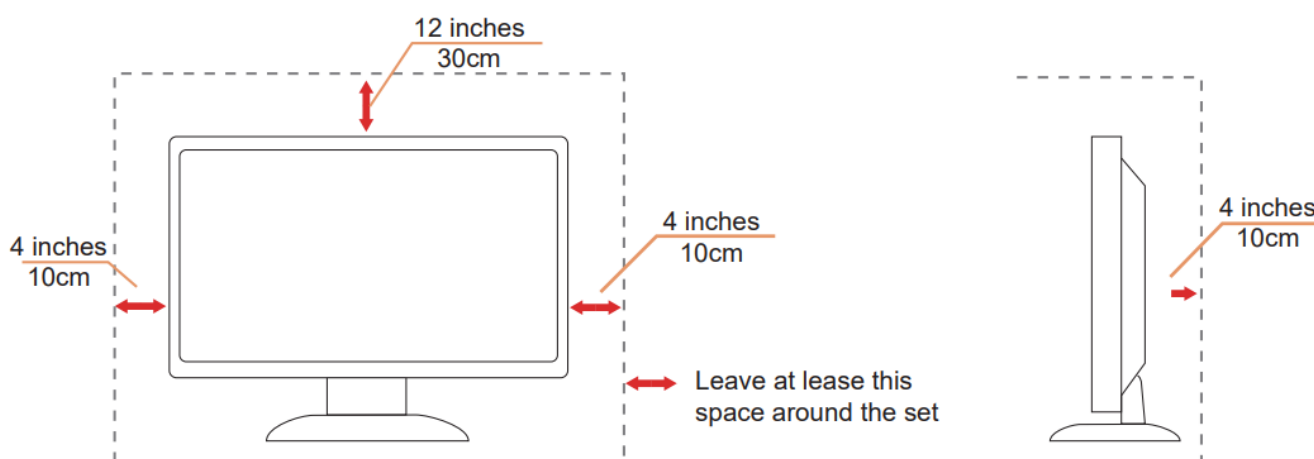 12 inches
30cm
4 inches
10cm
4 inches
10cm
Leave at lease this
space around the set
4 inches
10cm